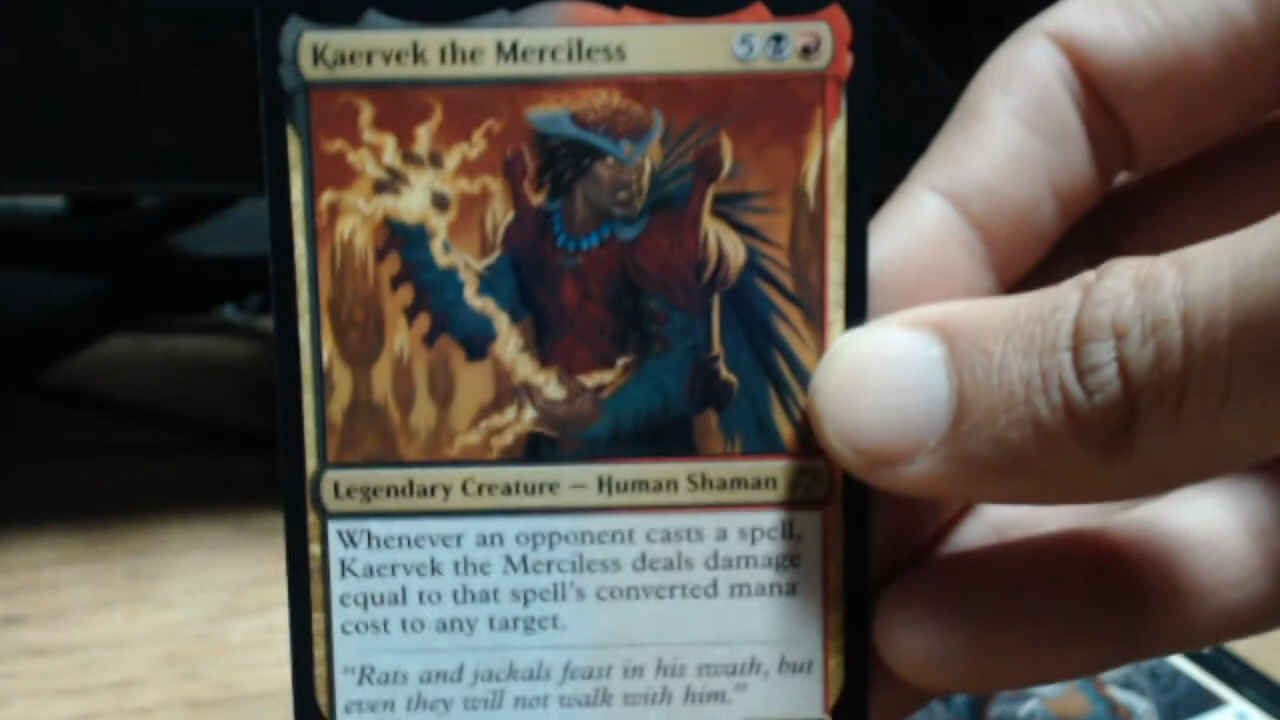 Kaervek the Merciless 5
Legendary Creature — Human Shaman
Whenever an opponent casts a spell,
Kaervek the Merciless deals damage
equal to that spell's converted mana
cost to any target.
"Rats and jackals feast in his swath, but
even they will not walk with him."